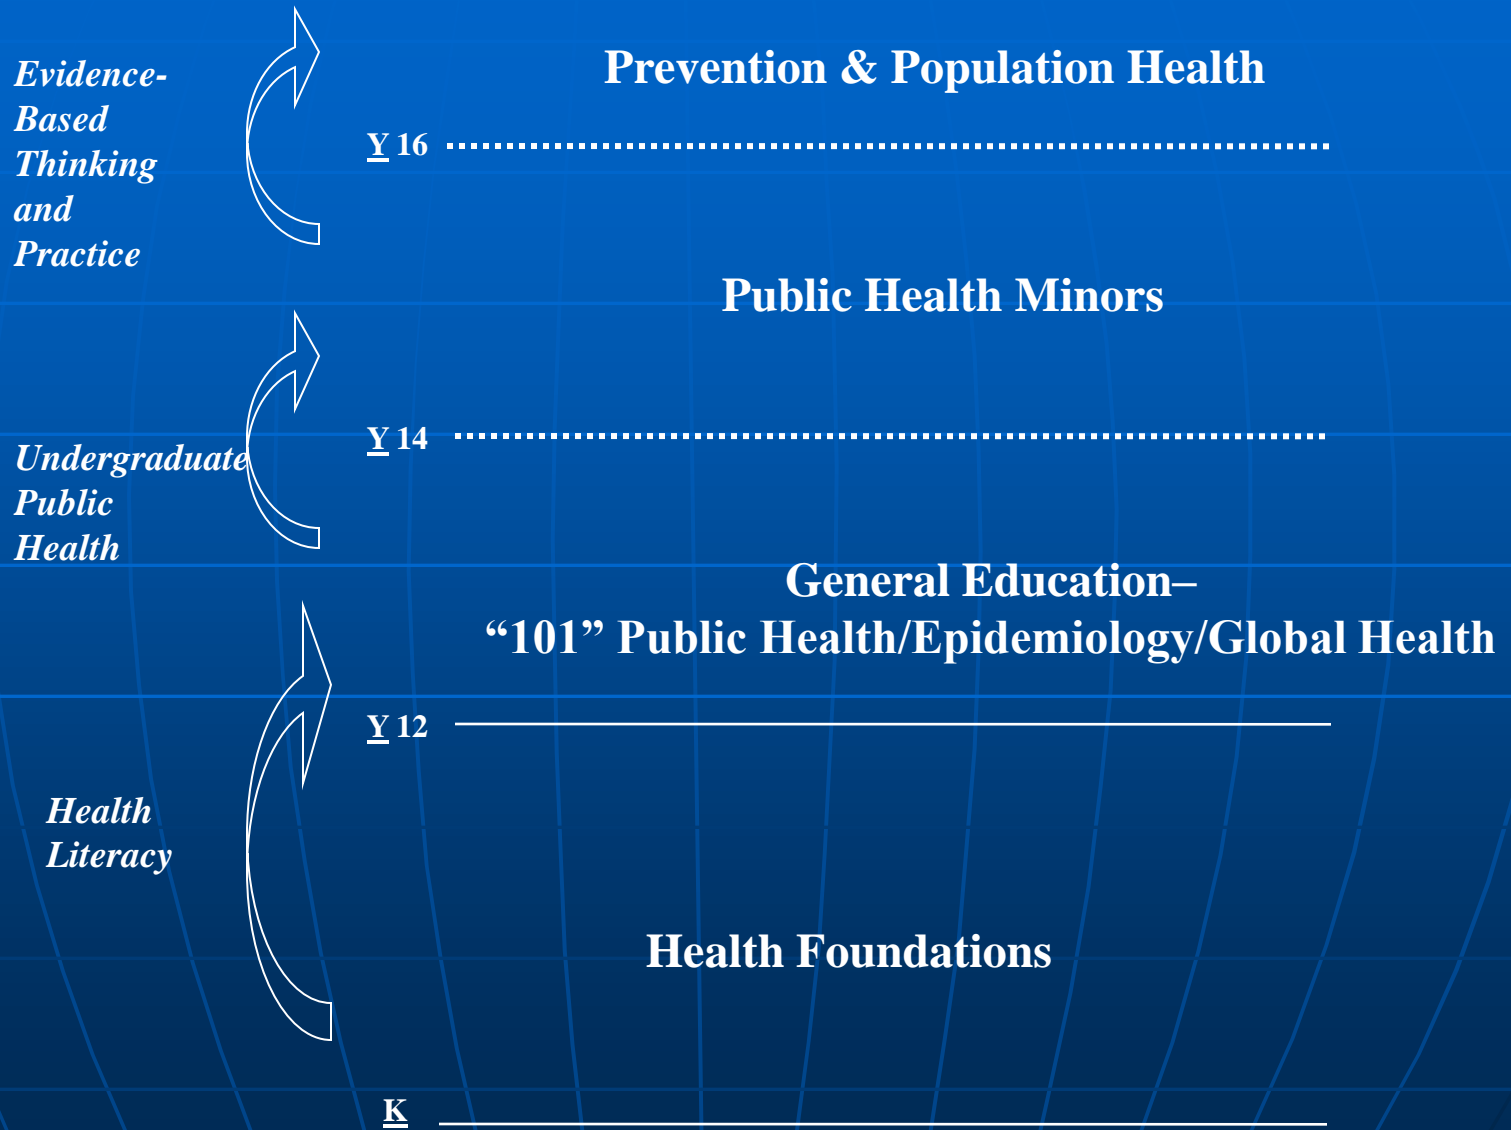 Evidence-
Based
Thinking
and
Practice
Prevention & Population Health
Y 16
Public Health Minors
Y 14
Undergraduate
Public
Health
General Education–
“101” Public Health/Epidemiology/Global Health
Y 12
Health
Literacy
Health Foundations
K